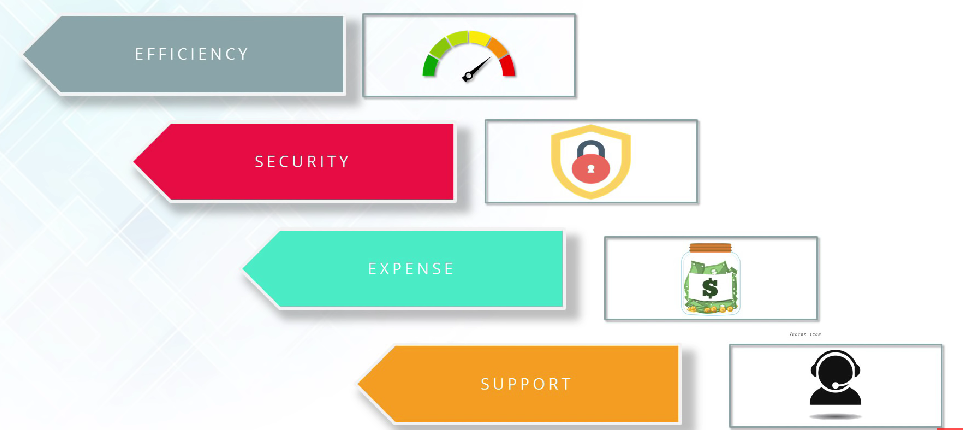 EFFICIENCY
SECURITY
EXPENSE
$
SUPPORT